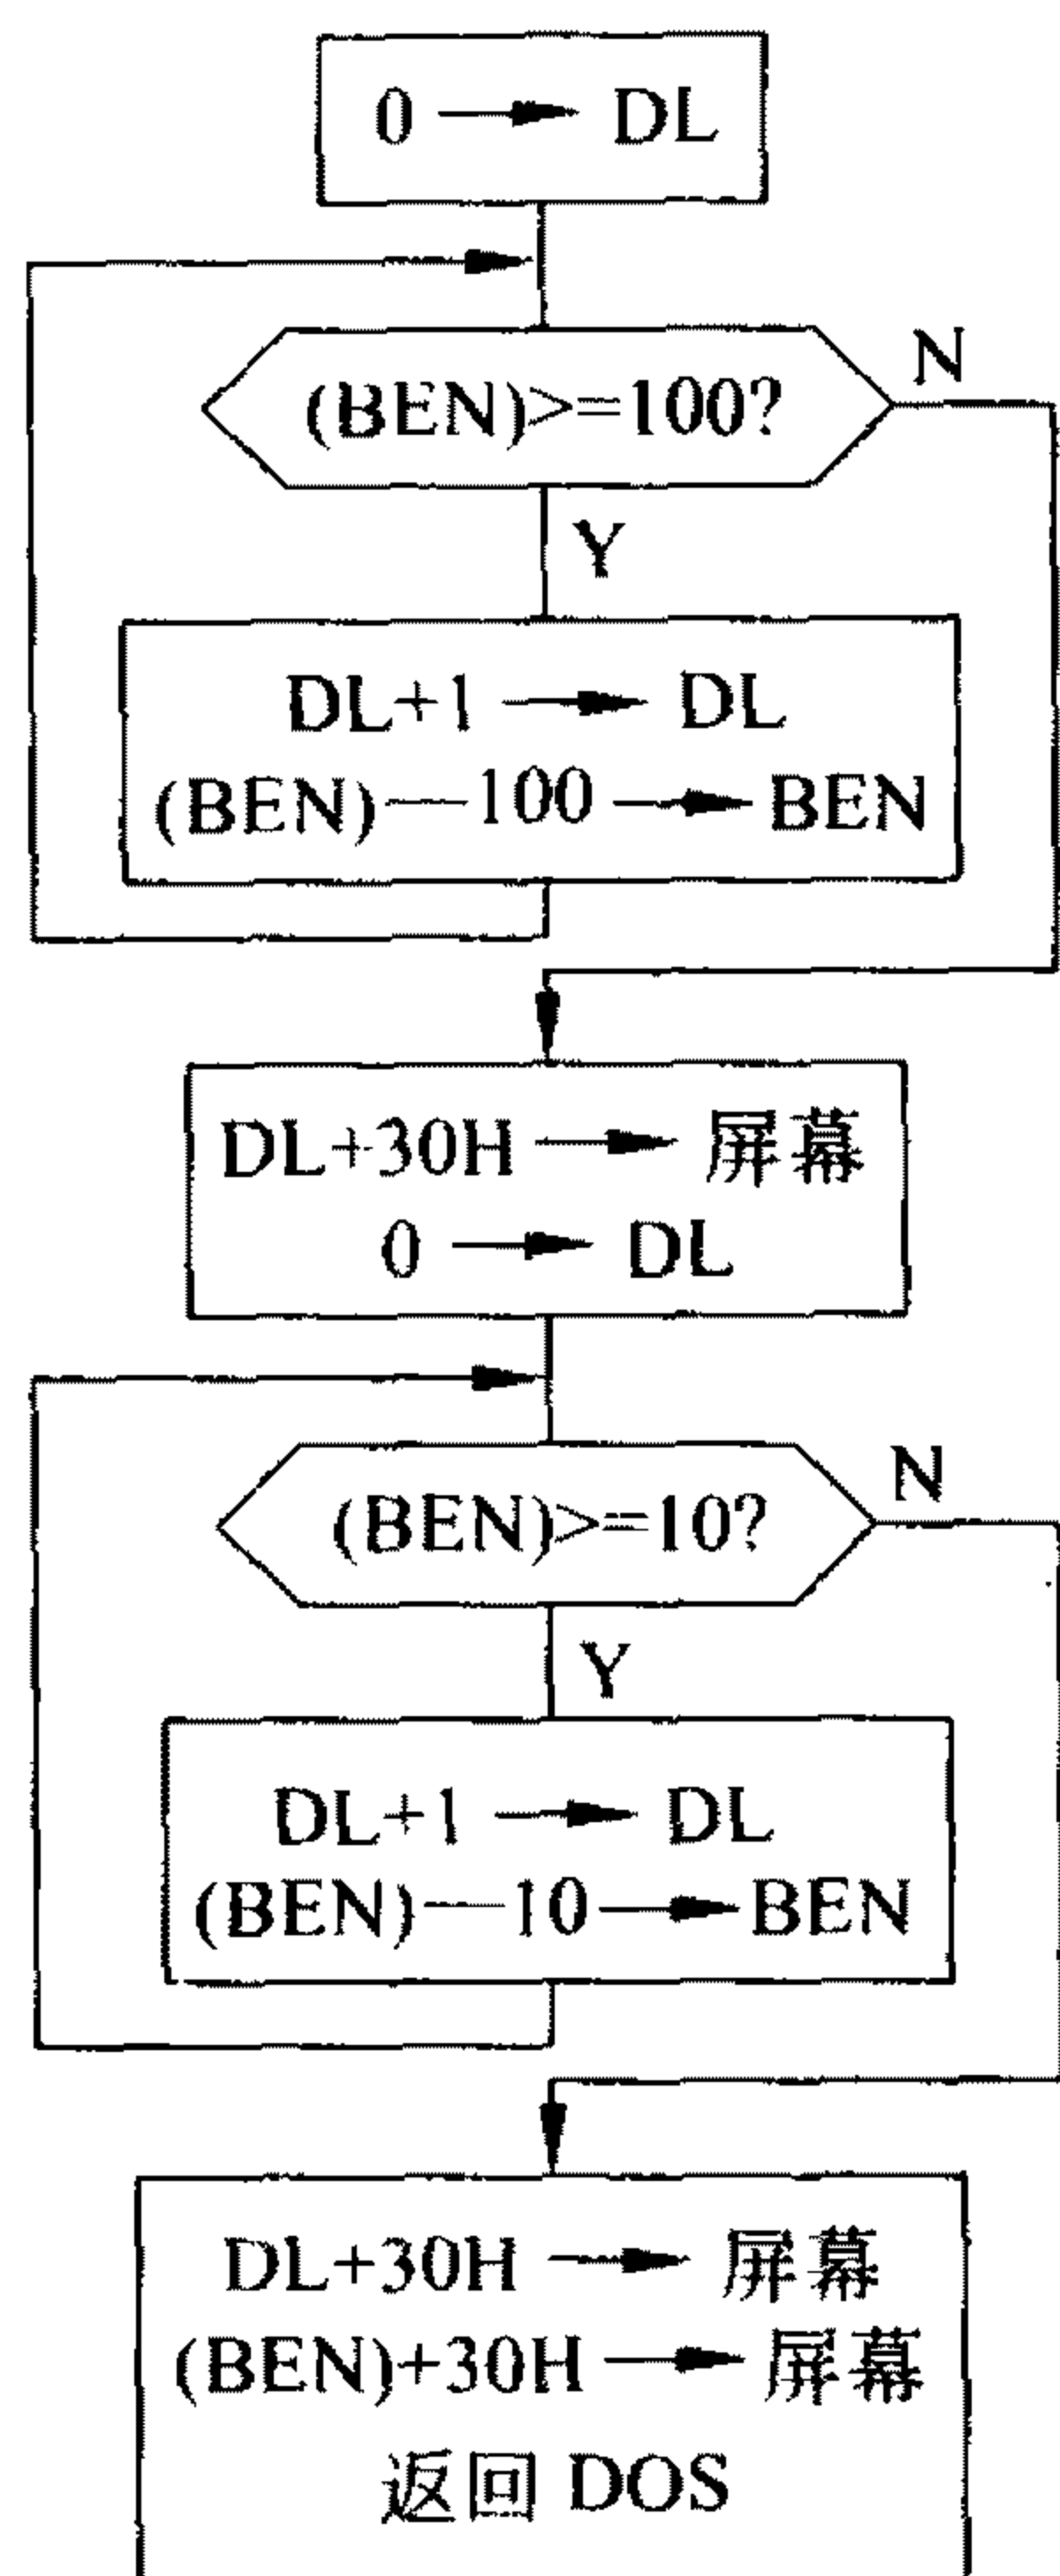 0 → DL
(BEN)>=100?
N
Y
DL+1 → DL
(BEN)—100 → BEN
DL+30H → 屏幕
0 → DL
(BEN)>=10?
N
Y
DL+1 → DL
(BEN)—10 → BEN
DL+30H → 屏幕
(BEN)+30H → 屏幕
返回 DOS